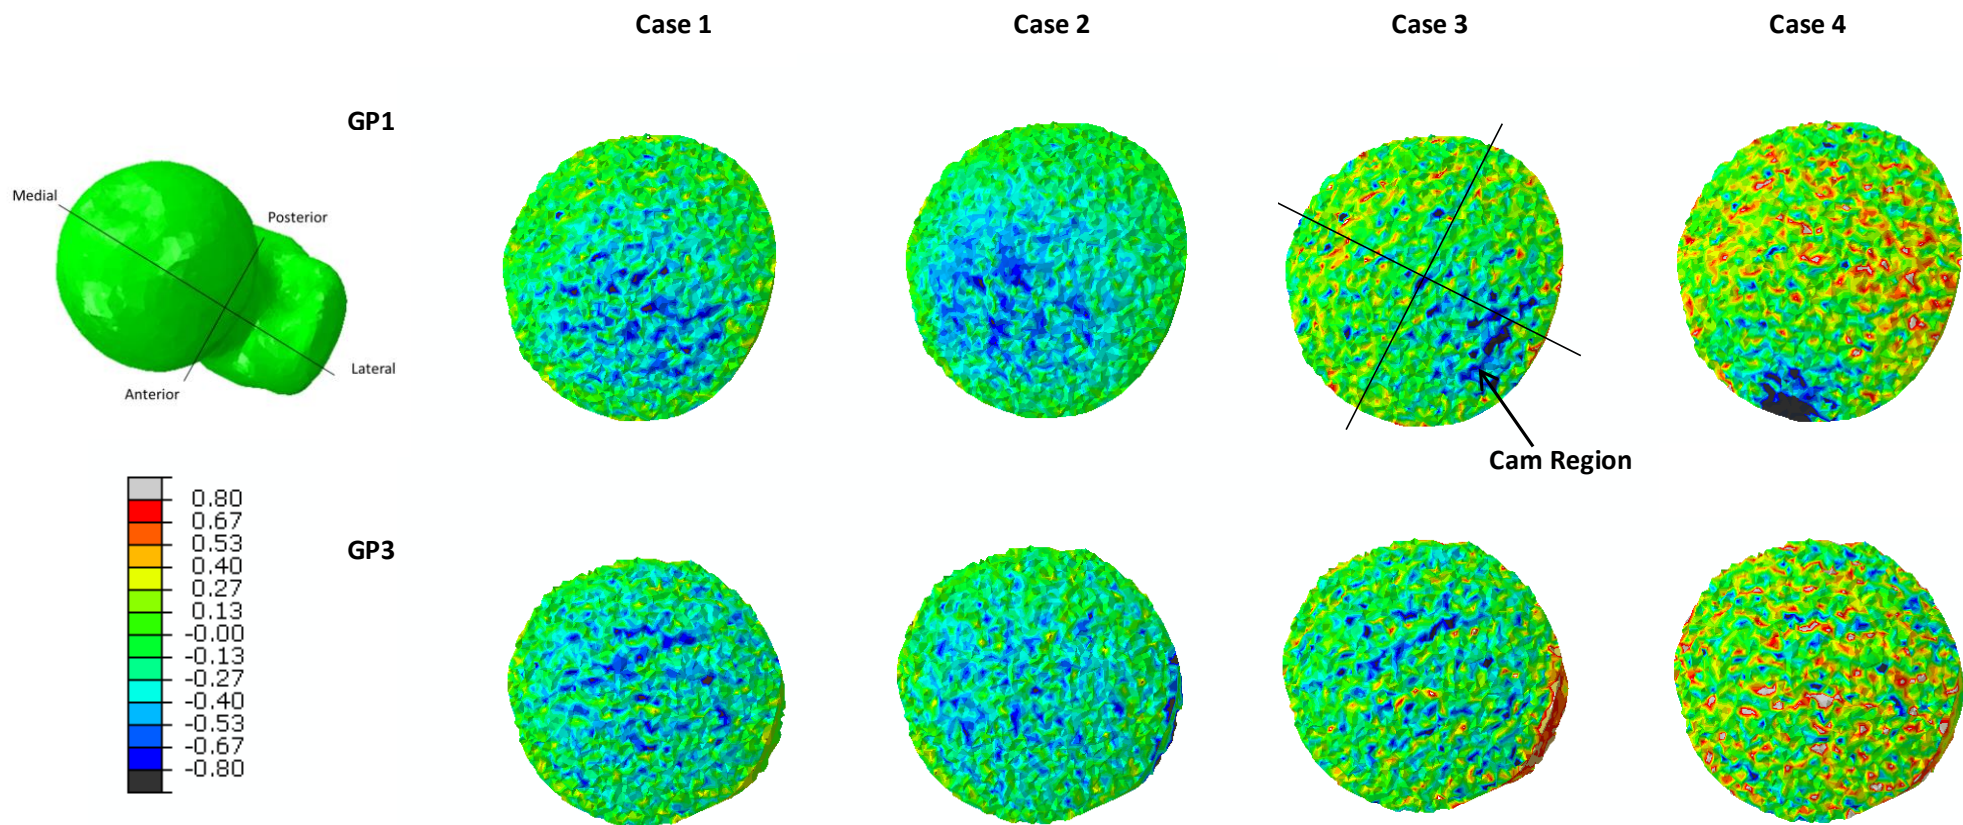 Case 1
Case 2
Case 3
Case 4
GP1
Medial
Posterior
Anterior
Lateral
Cam Region
GP3
0.80
0.67
0.53
0.40
0.27
0.13
-0.00
-0.13
-0.27
-0.40
-0.53
-0.67
-0.80